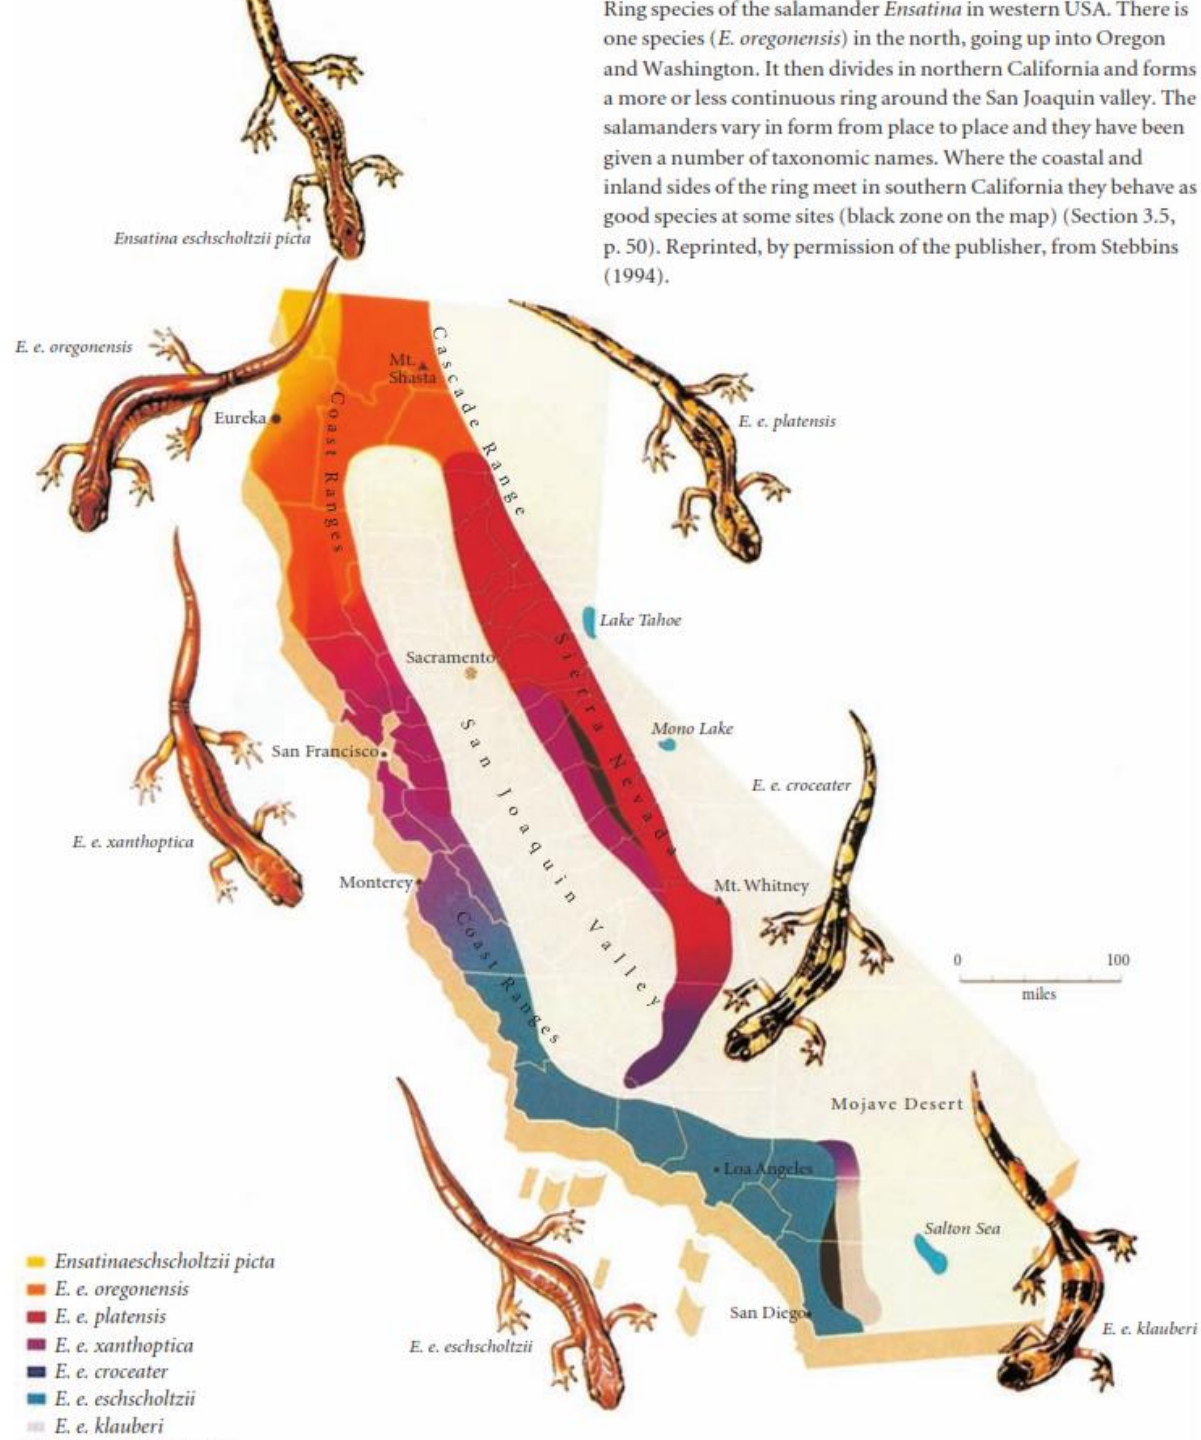 Ring species of the salamander Ensatina in western USA. There is
one species (E. oregonensis) in the north, going up into Oregon
and Washington. It then divides in northern California and forms
a more or less continuous ring around the San Joaquin valley. The
salamanders vary in form from place to place and they have been
given a number of taxonomic names. Where the coastal and
inland sides of the ring meet in southern California they behave as
good species at some sites (black zone on the map) (Section 3.5,
p. 50). Reprinted, by permission of the publisher, from Stebbins
(1994).
Ensatina eschscholtzii picta
E. e. oregonensis
Cascade Range
Mt.
Shasta
Eureka
Coast Ranges
E. e. platensis
Lake Tahoe
Sierra Nevada
Sacramento
San Joaquin Valley
Mono Lake
San Francisco
E. e. croceater
E. e. xanthoptica
Monterey
Mt. Whitney
Coast Ranges
0 100
miles
Mojave Desert
Loa Angeles
Salton Sea
San Diego
E. e. klauberi
E. e. eschscholtzii
Ensatinaeschscholtzii picta
E. e. oregonensis
E. e. platensis
E. e. xanthoptica
E. e. croceater
E. e. eschscholtzii
E. e. klauberi